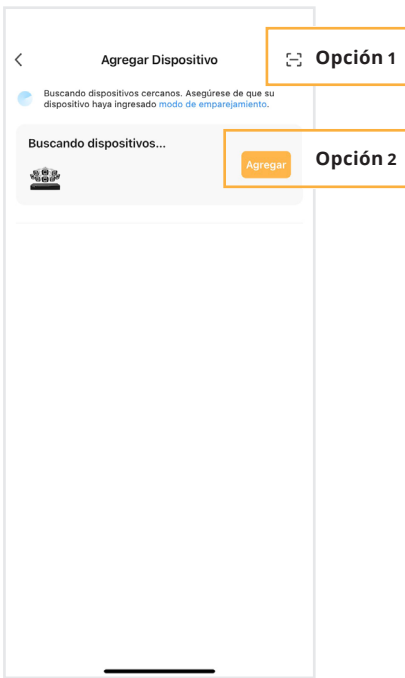 Agregar Dispositivo
Opción 1
Buscando dispositivos cercanos. Asegúrese de que su
dispositivo haya ingresado modo de emparejamiento.
Buscando dispositivos...
Agregar
Opción 2